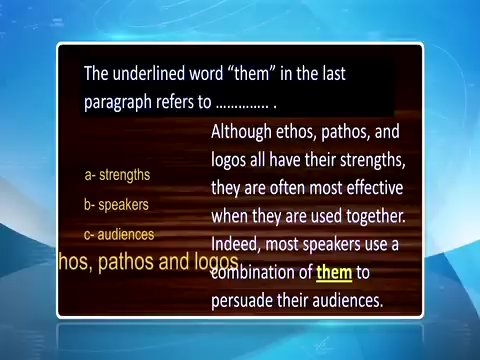 The underlined word “them” in the last
paragraph refers to ………….. .
Although ethos, pathos, and
logos all have their strengths,
they are often most effective
when they are used together.
Indeed, most speakers use a
combination of them to
persuade their audiences.
a- strengths
b- speakers
c- audiences
hos, pathos and logos